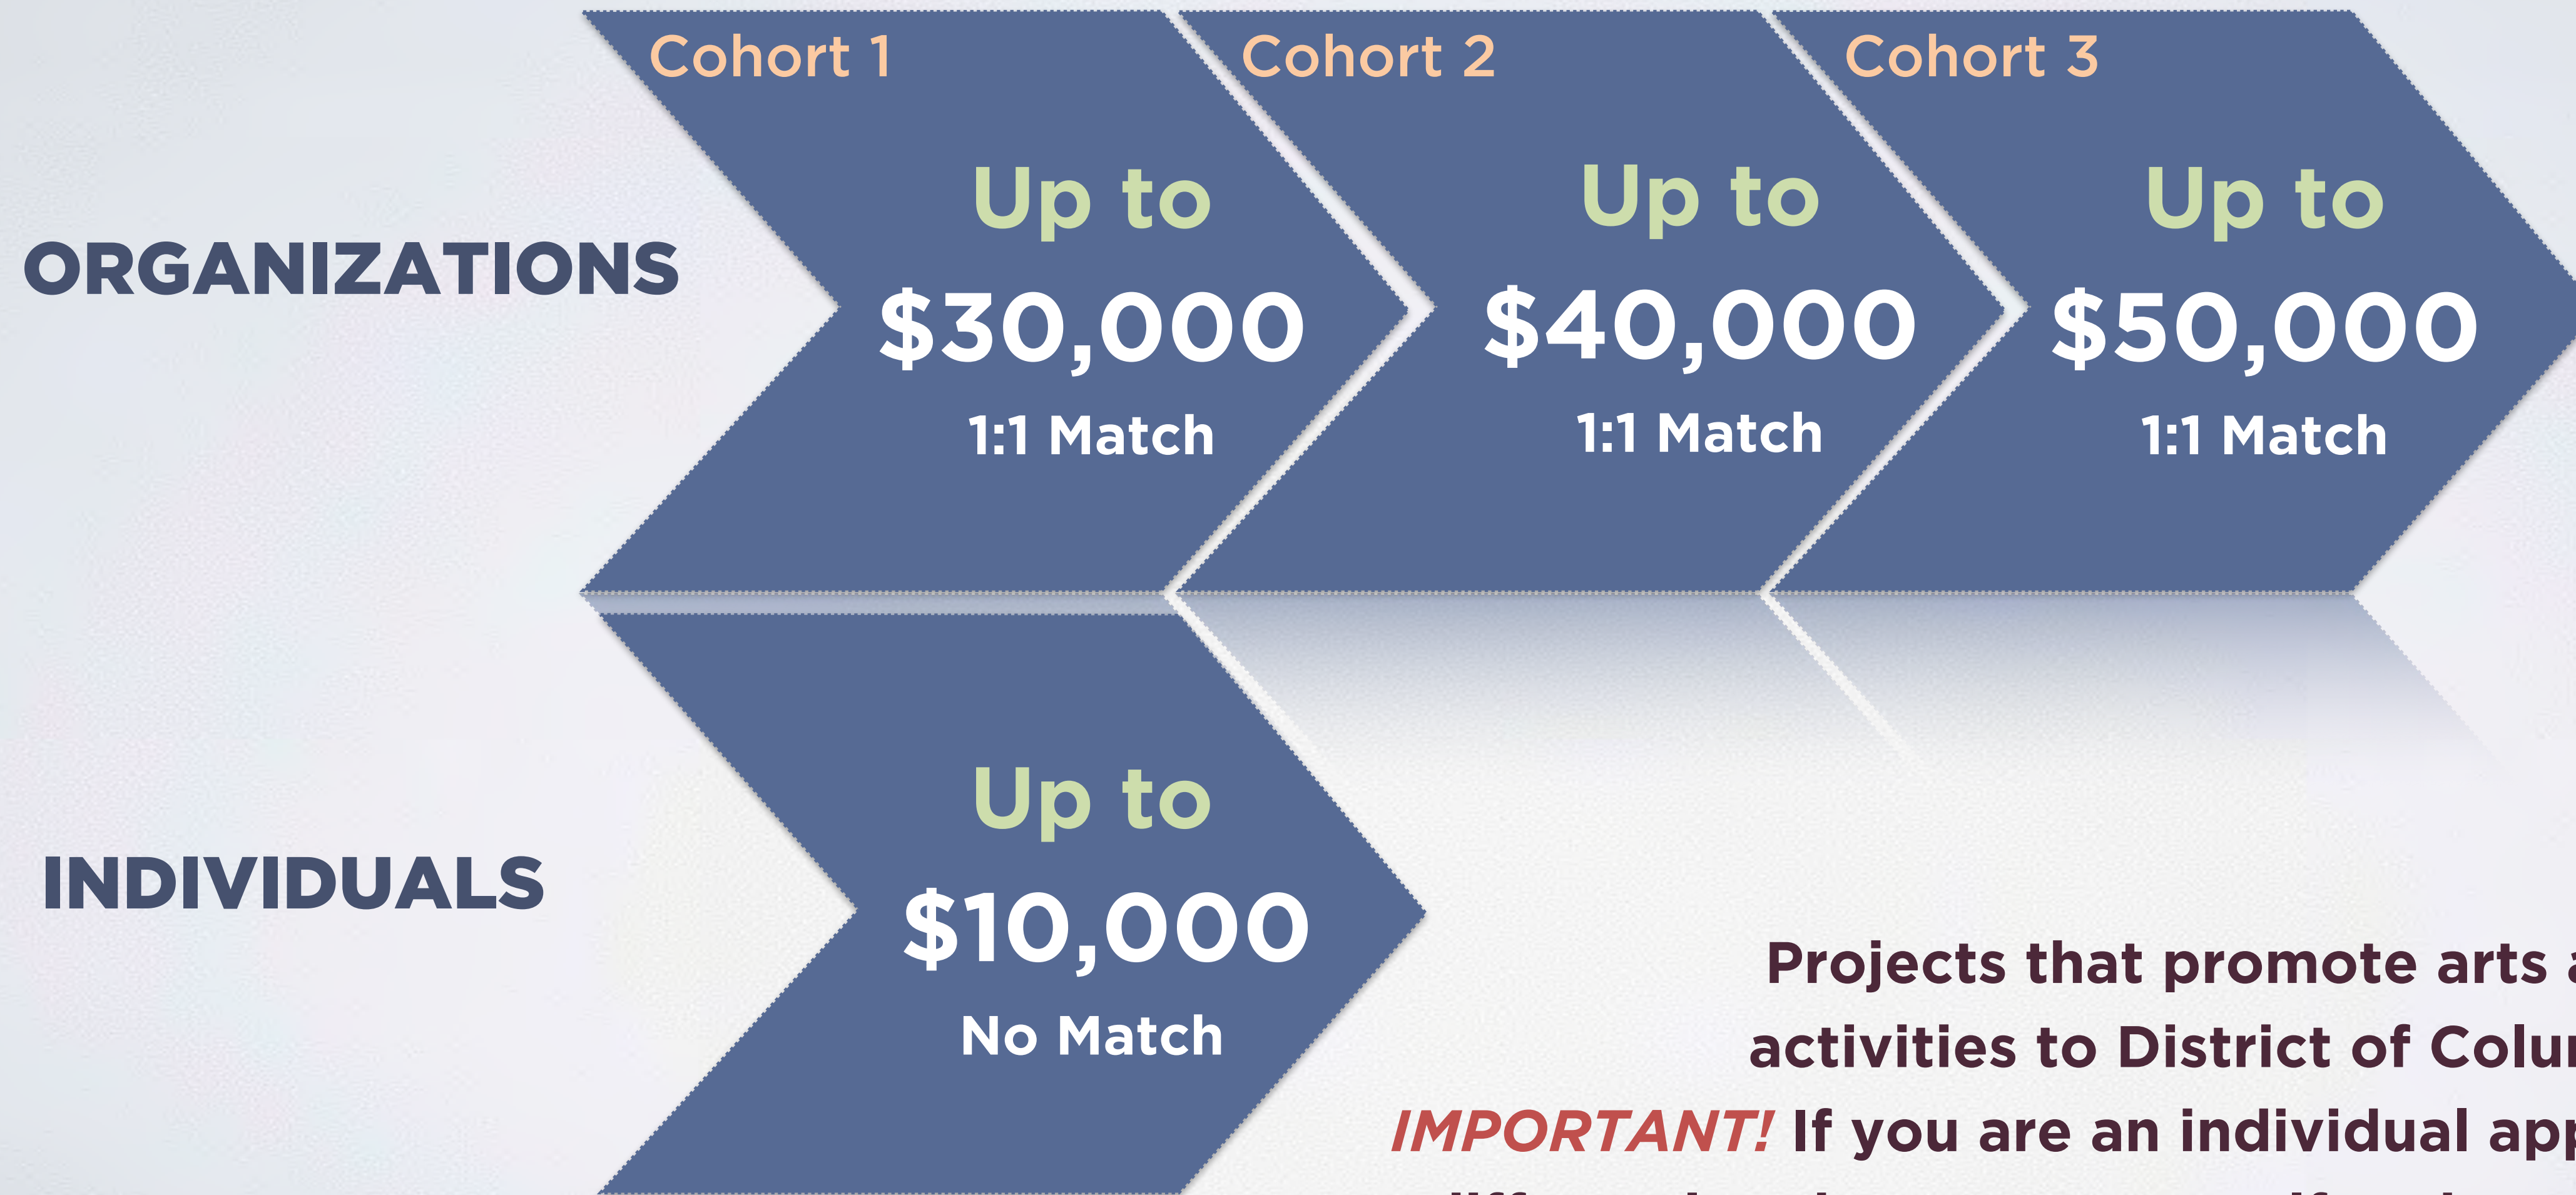 Cohort 1
Cohort 2
Cohort 3
ORGANIZATIONS
Up to
$30,000
1:1 Match
Up to
$40,000
1:1 Match
Up to
$50,000
1:1 Match
INDIVIDUALS
Up to
$10,000
No Match
Projects that promote arts
activities to District of
IMPORTANT! If you are an individual